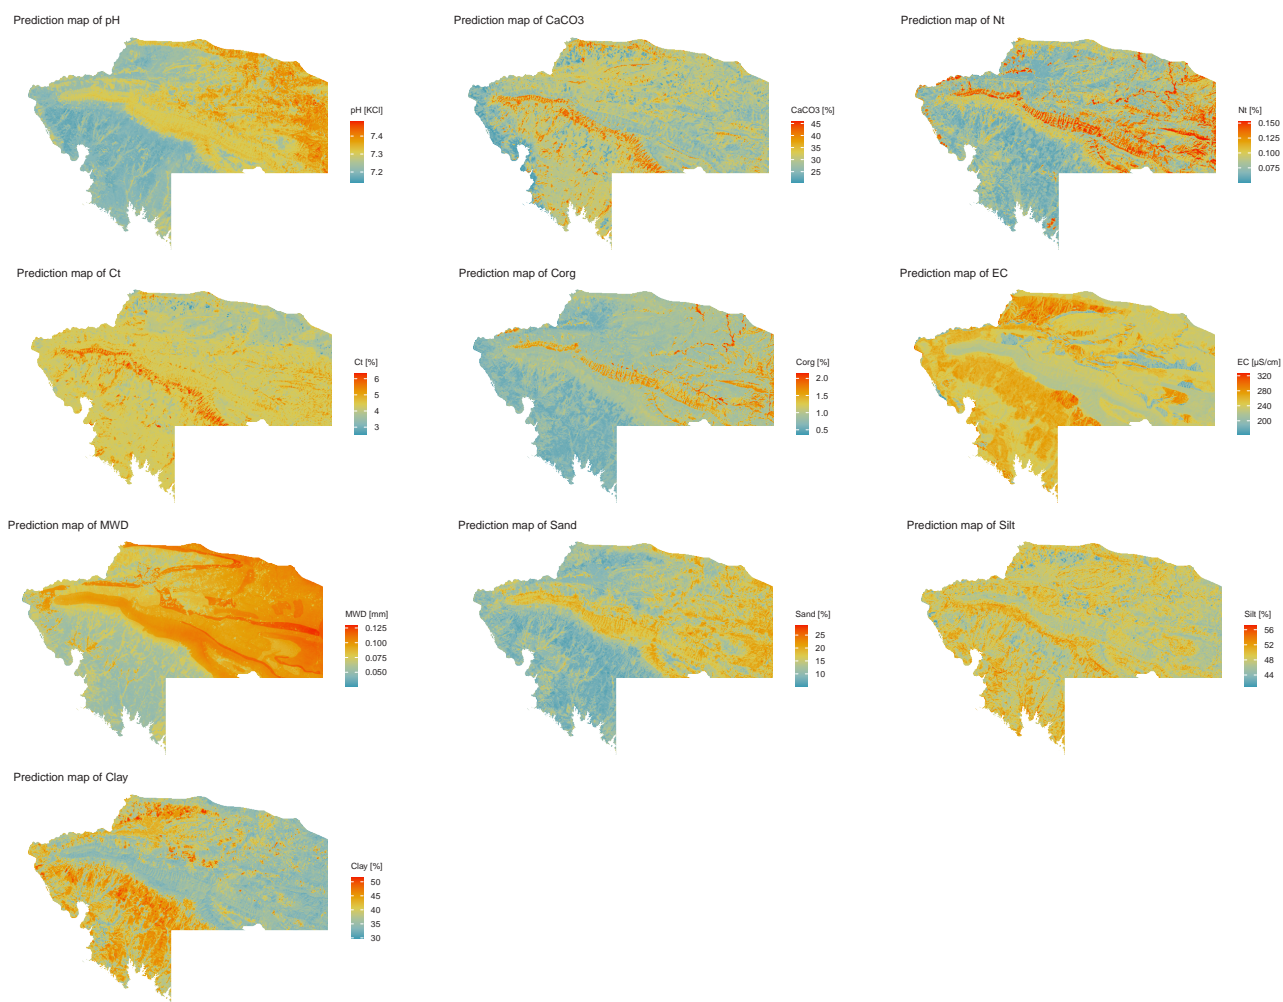 Prediction map of pH
pH [KCl]
7.4
7.3
7.2
Prediction map of CaCO3
CaCO3 [%]
45
40
35
30
25
Prediction map of Nt
Nt [%]
0.150
0.125
0.100
0.075
Prediction map of Ct
Ct [%]
6
5
4
3
Prediction map of Corg
Corg [%]
2.0
1.5
1.0
0.5
Prediction map of EC
EC [µS/cm]
320
280
240
200
Prediction map of MWD
MWD [mm]
0.125
0.100
0.075
0.050
Prediction map of Sand
Sand [%]
25
20
15
10
Prediction map of Silt
Silt [%]
56
52
48
44
Prediction map of Clay
Clay [%]
50
45
40
35
30